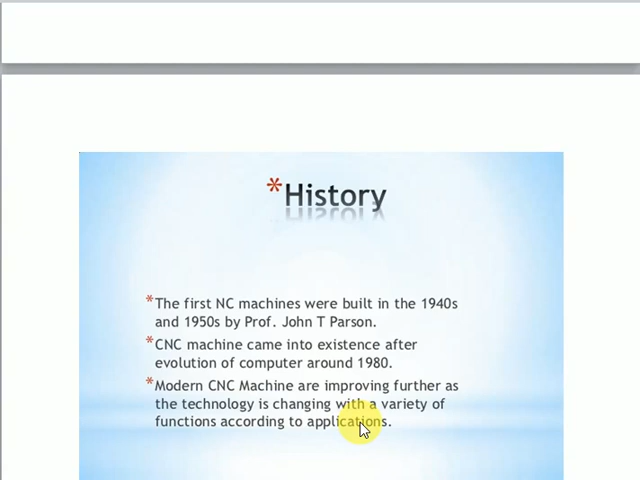 *History
*The first NC machines were built in the 1940s
and 1950s by Prof. John T Parson.
*CNC machine came into existence after
evolution of computer around 1980.
*Modern CNC Machine are improving further as
the technology is changing with a variety of
functions according to applications.